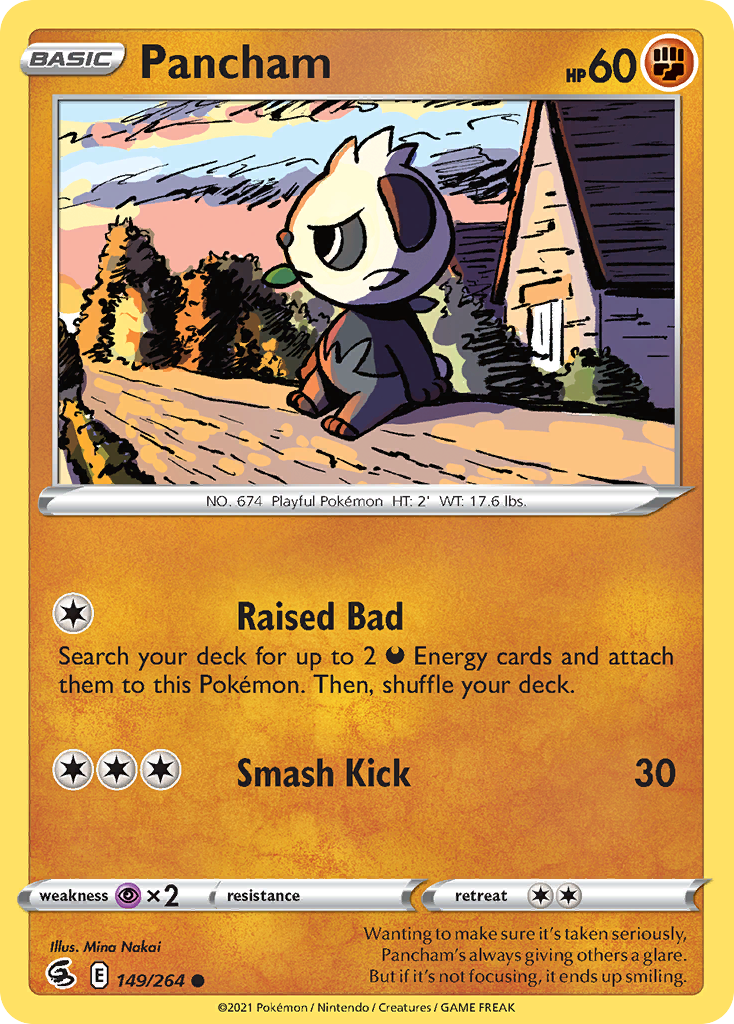 BASIC Pancham HP60
NO. 674 Playful Pokémon HT: 2' WT: 17.6 lbs.
Raised Bad
Search your deck for up to 2 Energy cards and attach
them to this Pokémon. Then, shuffle your deck.
Smash Kick 30
weakness ×2 resistance retreat
Illus. Mina Nakai
Wanting to make sure it's taken seriously,
Pancham's always giving others a glare.
But if it's not focusing, it ends up smiling.
E 149/264
©2021 Pokémon / Nintendo / Creatures / GAME FREAK